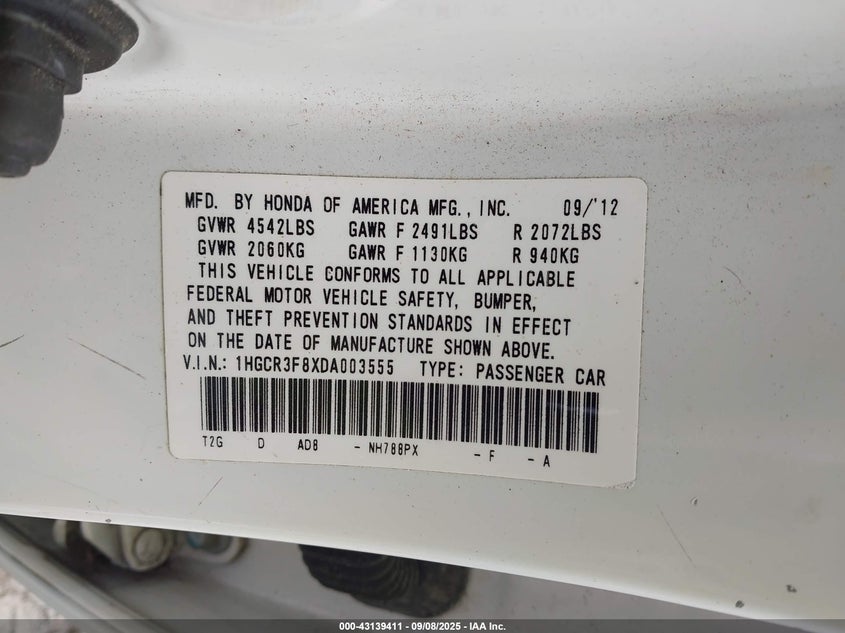 MFD. BY HONDA OF AMERICA MFG., INC. 09/'12
GVWR 4542LBS GAWR F 2491LBS R 2072LBS
GVWR 2060KG GAWR F 1130KG R 940KG
THIS VEHICLE CONFORMS TO ALL APPLICABLE
FEDERAL MOTOR VEHICLE SAFETY, BUMPER,
AND THEFT PREVENTION STANDARDS IN EFFECT
ON THE DATE OF MANUFACTURE SHOWN ABOVE.
V.I.N.: 1HGCR3F8XDA003555 TYPE: PASSENGER CAR
T2G D AD8 - NH788PX - F - A
000-43139411 - 09/08/2025 - IAA Inc.